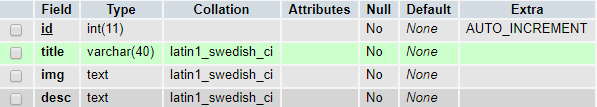 Field Type Collation Attributes Null Default Extra
id int(11) No None AUTO_INCREMENT
title varchar(40) latin1_swedish_ci No None
img text latin1_swedish_ci No None
desc text latin1_swedish_ci No None